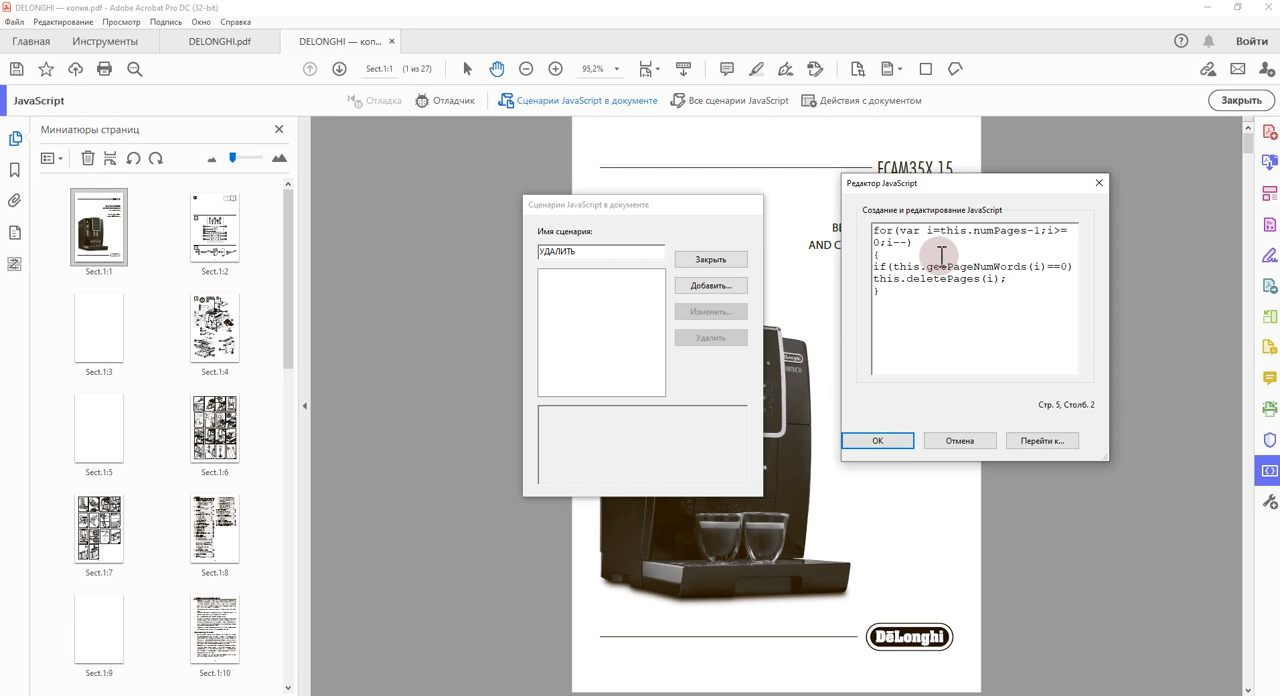 DELONGHI — копия.pdf - Adobe Acrobat Pro DC (32-bit)
Файл Редактирование Просмотр Подпись Окно Справка
Главная Инструменты DELONGHI.pdf DELONGHI — коп... × Войти
Sect.1:1 (1 из 27) 95,2%
JavaScript Отладка Отладчик Сценарии JavaScript в документе Все сценарии JavaScript Действия с документом Закрыть
Миниатюры страниц
Sect.1:1 Sect.1:2
Sect.1:3 Sect.1:4
Sect.1:5 Sect.1:6
Sect.1:7 Sect.1:8
Sect.1:9 Sect.1:10
ECAM35X.15
BE
AND C
DeLonghi
DeLonghi
Сценарии JavaScript в документе
Имя сценария:
УДАЛИТЬ
Закрыть
Добавить...
Изменить...
Удалить
Редактор JavaScript
Создание и редактирование JavaScript
for(var i=this.numPages-1;i>=
0;i--)
{
if(this.getPageNumWords(i)==0)
this.deletePages(i);
}
Стр. 5, Столб. 2
OK Отмена Перейти к...